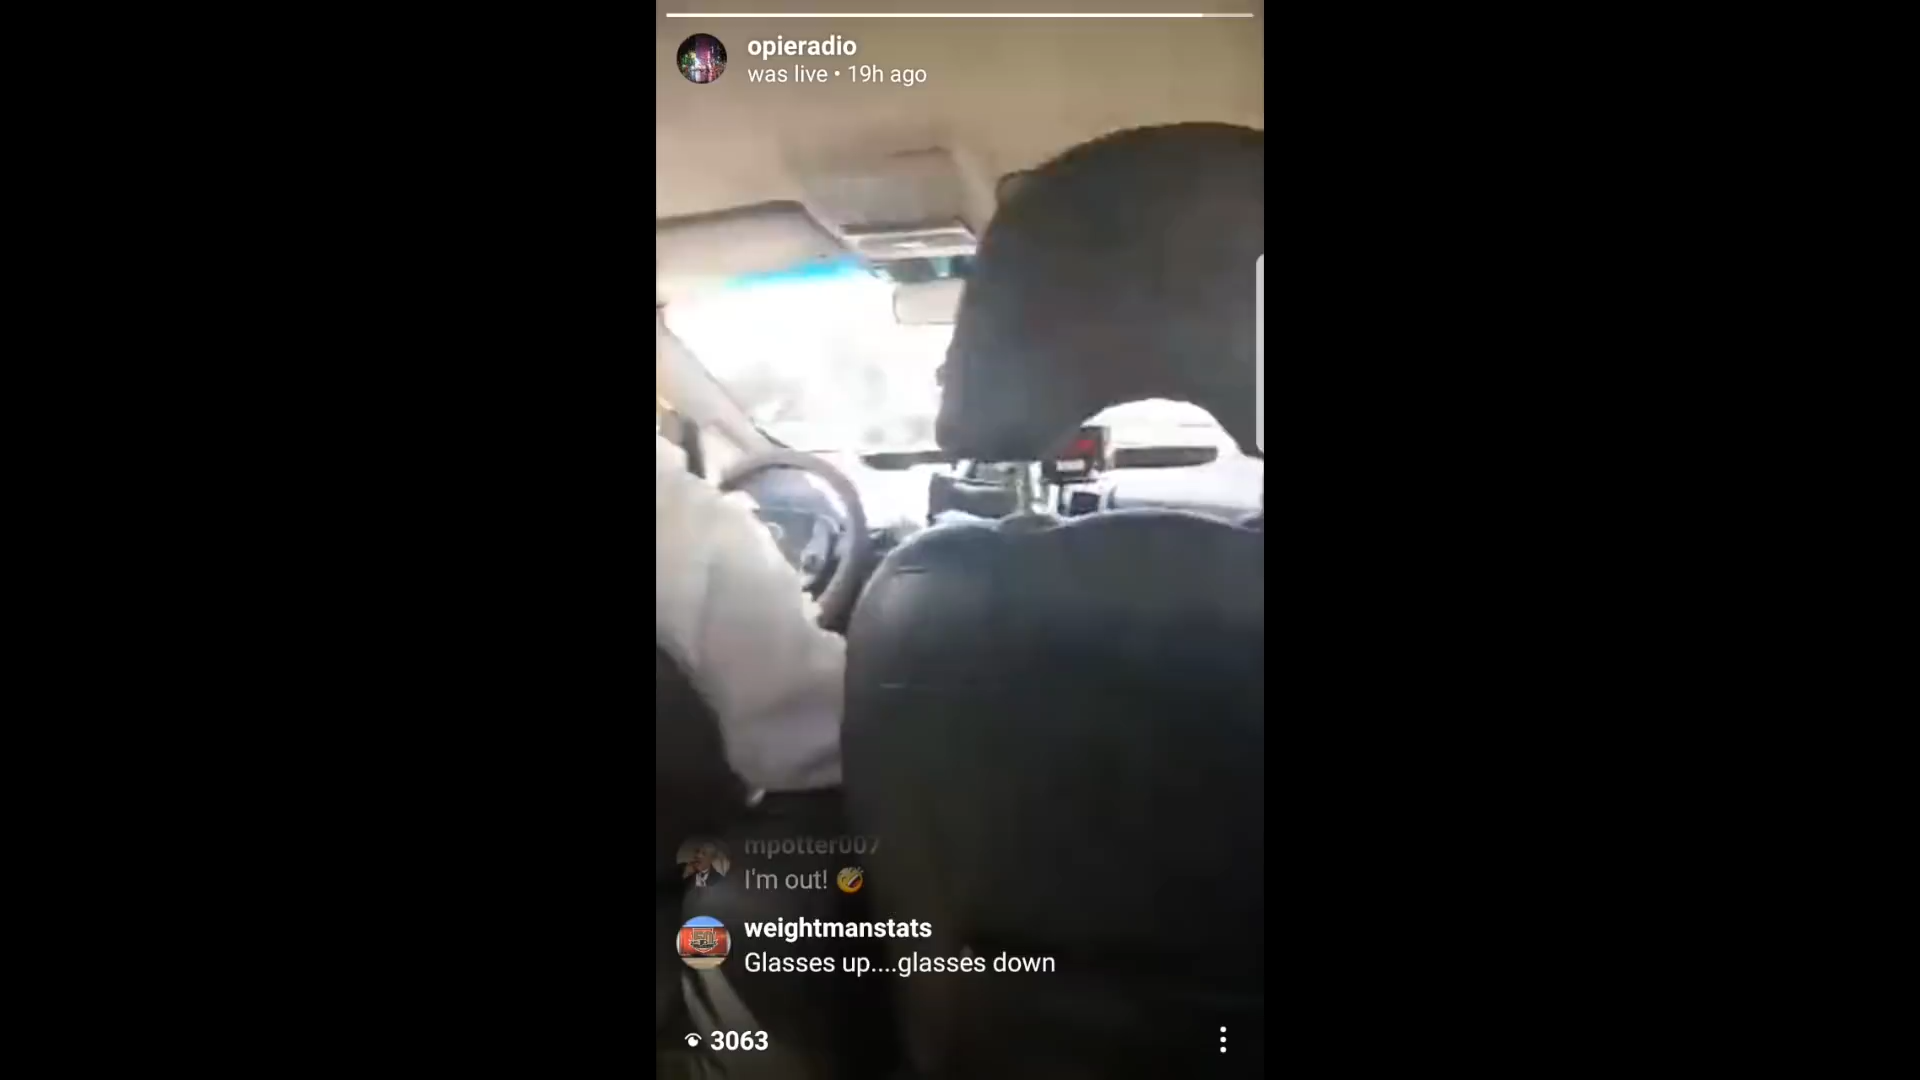 opieradio
was live • 19h ago
mpotter007
I'm out! 🤣
weightmanstats
Glasses up....glasses down
3063